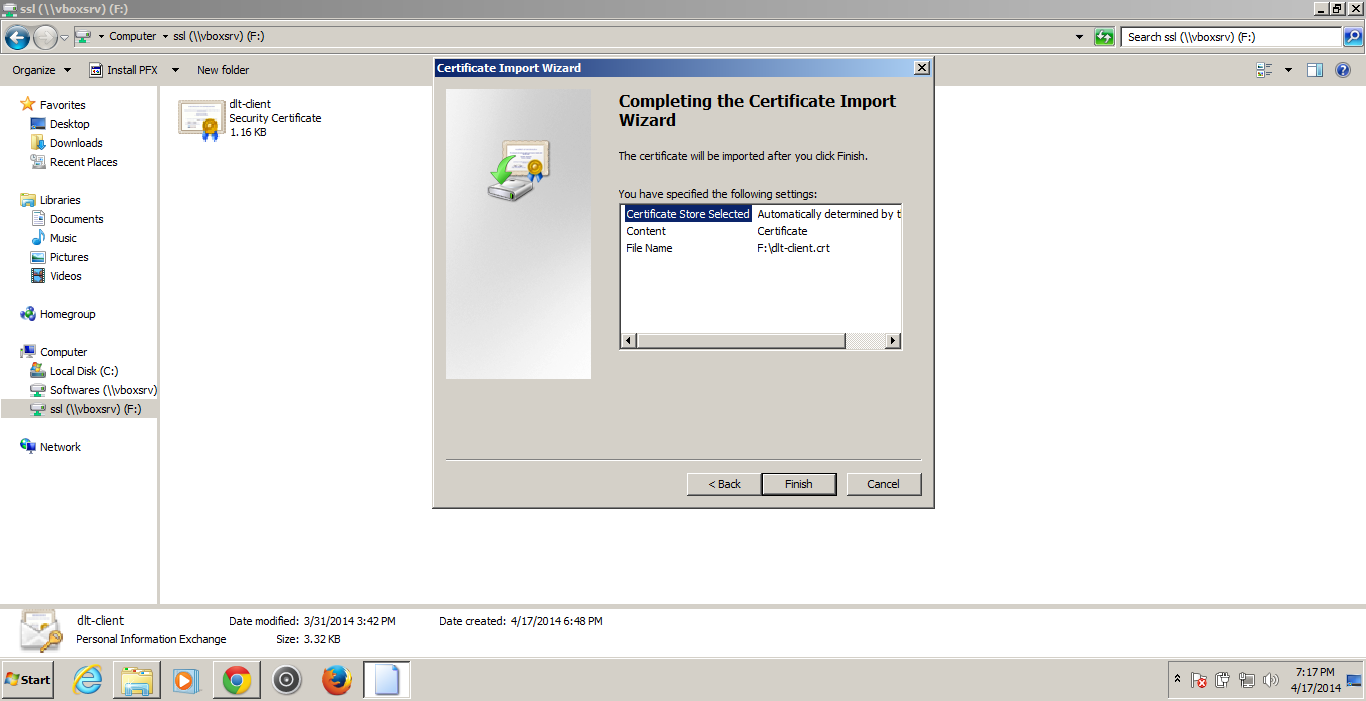 ssl (\\vboxsrv) (F:)
Computer ssl (\\vboxsrv) (F:)
Search ssl (\\vboxsrv) (F:)
Organize Install PFX New folder
Favorites
Desktop
Downloads
Recent Places
Libraries
Documents
Music
Pictures
Videos
Homegroup
Computer
Local Disk (C:)
Softwares (\\vboxsrv)
ssl (\\vboxsrv) (F:)
Network
dlt-client
Security Certificate
1.16 KB
Certificate Import Wizard
Completing the Certificate Import
Wizard
The certificate will be imported after you click Finish.
You have specified the following settings:
Certificate Store Selected Automatically determined by t
Content Certificate
File Name F:\dlt-client.crt
< Back Finish Cancel
dlt-client Date modified: 3/31/2014 3:42 PM Date created: 4/17/2014 6:48 PM
Personal Information Exchange Size: 3.32 KB
Start
7:17 PM
4/17/2014